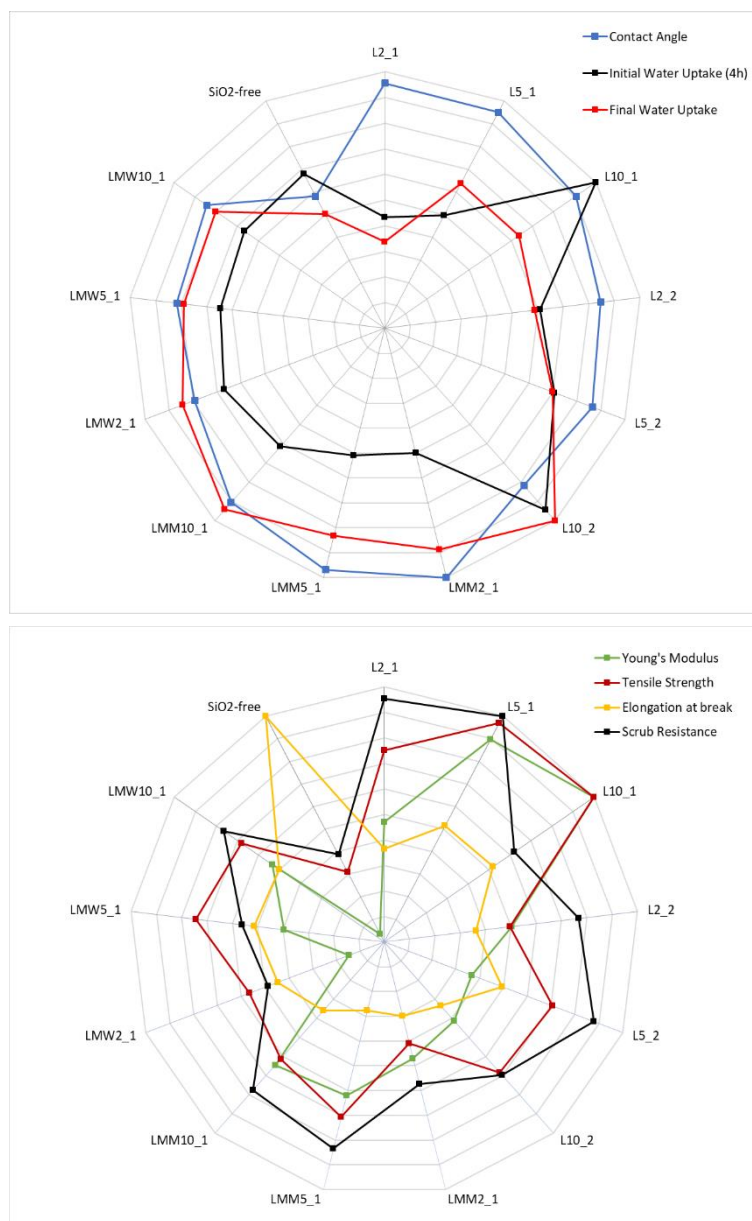 L2_1
Contact Angle
L5_1
Initial Water Uptake (4h)
SiO2-free
Final Water Uptake
LMW10_1
L10_1
LMW5_1
L2_2
LMW2_1
L5_2
LMM10_1
L10_2
LMM5_1
LMM2_1
Young's Modulus
L2_1
Tensile Strength
SiO2-free
L5_1
Elongation at break
Scrub Resistance
LMW10_1
L10_1
LMW5_1
L2_2
LMW2_1
L5_2
LMM10_1
L10_2
LMM5_1
LMM2_1